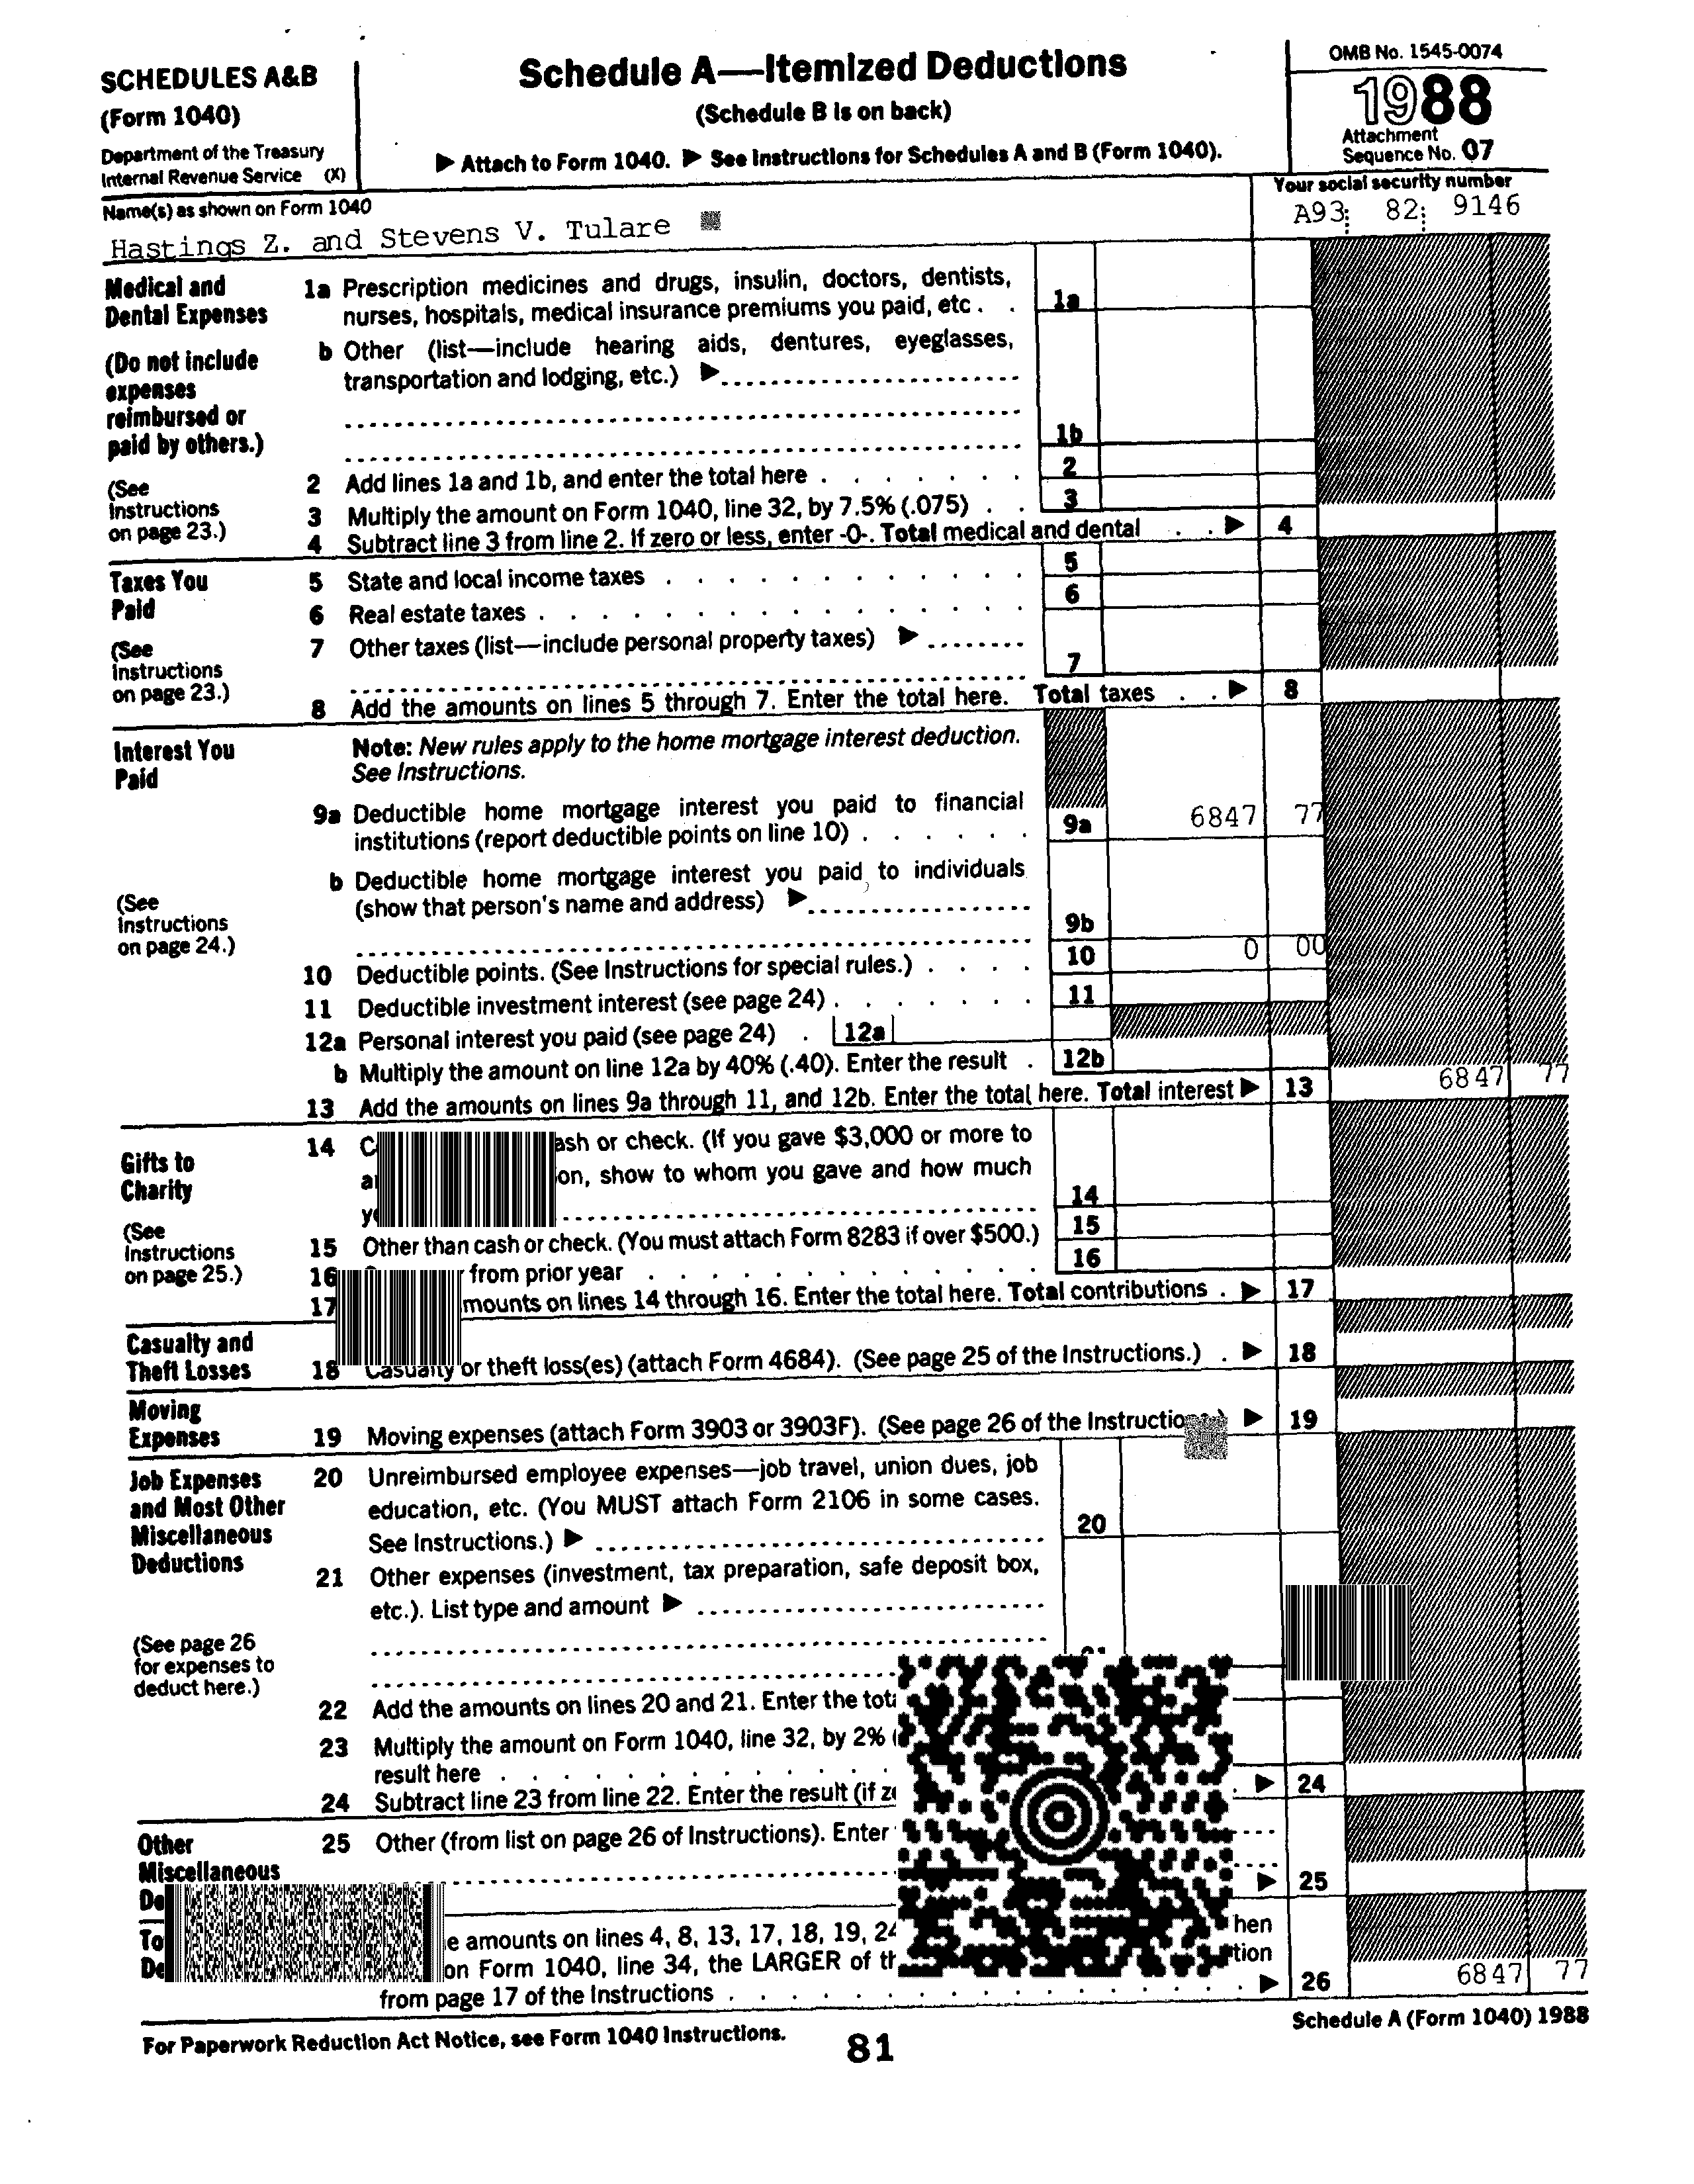 SCHEDULES A&B
(Form 1040)
Department of the Treasury
Internal Revenue Service (X)
Schedule A—Itemized Deductions
(Schedule B is on back)
▶ Attach to Form 1040. ▶ See Instructions for Schedules A and B (Form 1040).
OMB No. 1545-0074
1988
Attachment
Sequence No. 07
Name(s) as shown on Form 1040
Hastings Z. and Stevens V. Tulare
Your social security number
A93 82 9146
Medical and
Dental Expenses
(Do not include
expenses
reimbursed or
paid by others.)
(See
Instructions
on page 23.)
1a Prescription medicines and drugs, insulin, doctors, dentists,
nurses, hospitals, medical insurance premiums you paid, etc . . 1a
b Other (list—include hearing aids, dentures, eyeglasses,
transportation and lodging, etc.) ▶
1b
2 Add lines 1a and 1b, and enter the total here . . . . . . . 2
3 Multiply the amount on Form 1040, line 32, by 7.5% (.075) . . 3
4 Subtract line 3 from line 2. If zero or less, enter -0-. Total medical and dental . . ▶ 4
Taxes You
Paid
(See
Instructions
on page 23.)
5 State and local income taxes . . . . . . . . . . . . 5
6 Real estate taxes . . . . . . . . . . . . . . . 6
7 Other taxes (list—include personal property taxes) ▶
7
8 Add the amounts on lines 5 through 7. Enter the total here. Total taxes . . ▶ 8
Interest You
Paid
(See
Instructions
on page 24.)
Note: New rules apply to the home mortgage interest deduction.
See Instructions.
9a Deductible home mortgage interest you paid to financial
institutions (report deductible points on line 10) . . . . . . 9a 6847 77
b Deductible home mortgage interest you paid to individuals
(show that person's name and address) ▶
9b
10 Deductible points. (See Instructions for special rules.) . . . . 10 0 00
11 Deductible investment interest (see page 24) . . . . . . . 11
12a Personal interest you paid (see page 24) . 12a
b Multiply the amount on line 12a by 40% (.40). Enter the result . 12b
13 Add the amounts on lines 9a through 11, and 12b. Enter the total here. Total interest ▶ 13 6847 77
Gifts to
Charity
(See
Instructions
on page 25.)
14 ash or check. (If you gave $3,000 or more to
on, show to whom you gave and how much
14
15 Other than cash or check. (You must attach Form 8283 if over $500.) 15
16 from prior year . . . . . . . . . . . . 16
17 mounts on lines 14 through 16. Enter the total here. Total contributions . ▶ 17
Casualty and
Theft Losses
18 Casualty or theft loss(es) (attach Form 4684). (See page 25 of the Instructions.) . ▶ 18
Moving
Expenses
19 Moving expenses (attach Form 3903 or 3903F). (See page 26 of the Instructio ▶ 19
Job Expenses
and Most Other
Miscellaneous
Deductions
(See page 26
for expenses to
deduct here.)
20 Unreimbursed employee expenses—job travel, union dues, job
education, etc. (You MUST attach Form 2106 in some cases.
See Instructions.) ▶ 20
21 Other expenses (investment, tax preparation, safe deposit box,
etc.). List type and amount ▶
22 Add the amounts on lines 20 and 21. Enter the
23 Multiply the amount on Form 1040, line 32, by 2%
result here . . . . . . . . . .
24 Subtract line 23 from line 22. Enter the result (if . ▶ 24
Other
Miscellaneous
25 Other (from list on page 26 of Instructions). Enter
▶ 25
e amounts on lines 4, 8, 13, 17, 18, 19, 24 hen
on Form 1040, line 34, the LARGER of tion
from page 17 of the Instructions . . . . . . . . . . . ▶ 26 6847 77
For Paperwork Reduction Act Notice, see Form 1040 Instructions.
81
Schedule A (Form 1040) 1988